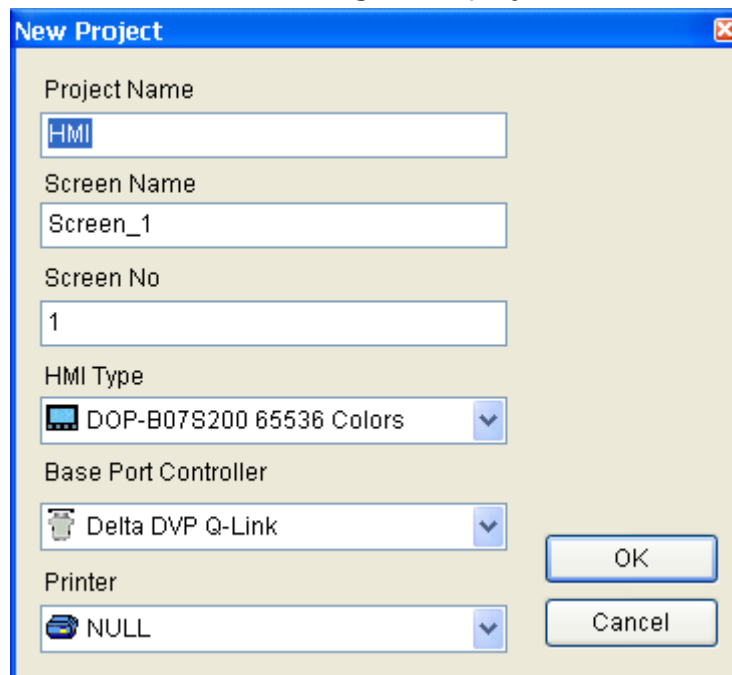 New Project
Project Name
HMI
Screen Name
Screen_1
Screen No
1
HMI Type
DOP-B07S200 65536 Colors
Base Port Controller
Delta DVP Q-Link
Printer
NULL
OK
Cancel